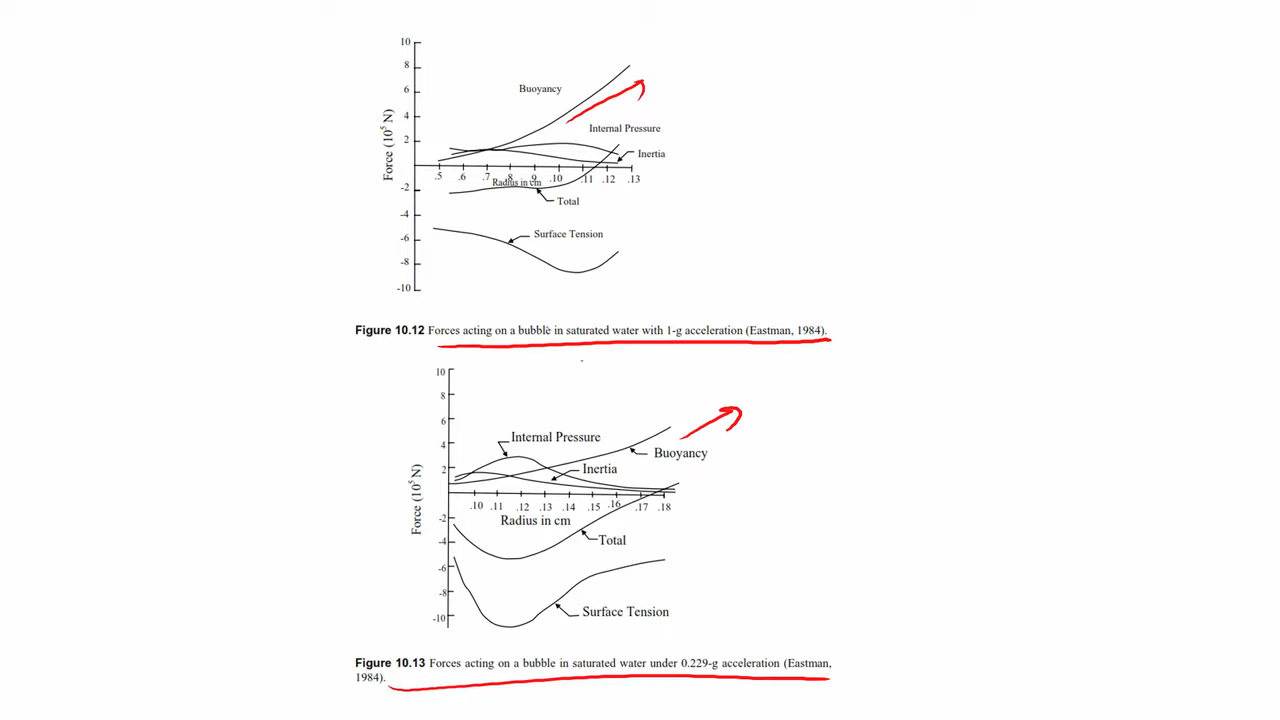 10
8
Buoyancy
6
4
Internal Pressure
2
Inertia
Force (10⁵ N)
.5 .6 .7 .8 .9 .10 .11 .12 .13
Radius in cm
-2
Total
-4
Surface Tension
-6
-8
-10
Figure 10.12 Forces acting on a bubble in saturated water with 1-g acceleration (Eastman, 1984).
10
8
6
Internal Pressure
4
Buoyancy
Inertia
2
Force (10⁵ N)
.10 .11 .12 .13 .14 .15 .16 .17 .18
Radius in cm
-2
Total
-4
-6
-8
Surface Tension
-10
Figure 10.13 Forces acting on a bubble in saturated water under 0.229-g acceleration (Eastman,
1984).